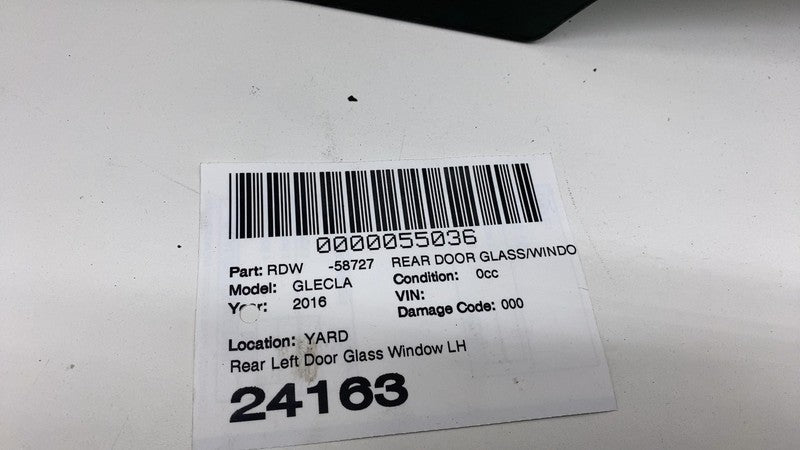 0000055036
Part: RDW -58727 REAR DOOR GLASS/WINDO
Model: GLECLA Condition: 0cc
Year: 2016 VIN:
Damage Code: 000
Location: YARD
Rear Left Door Glass Window LH
24163